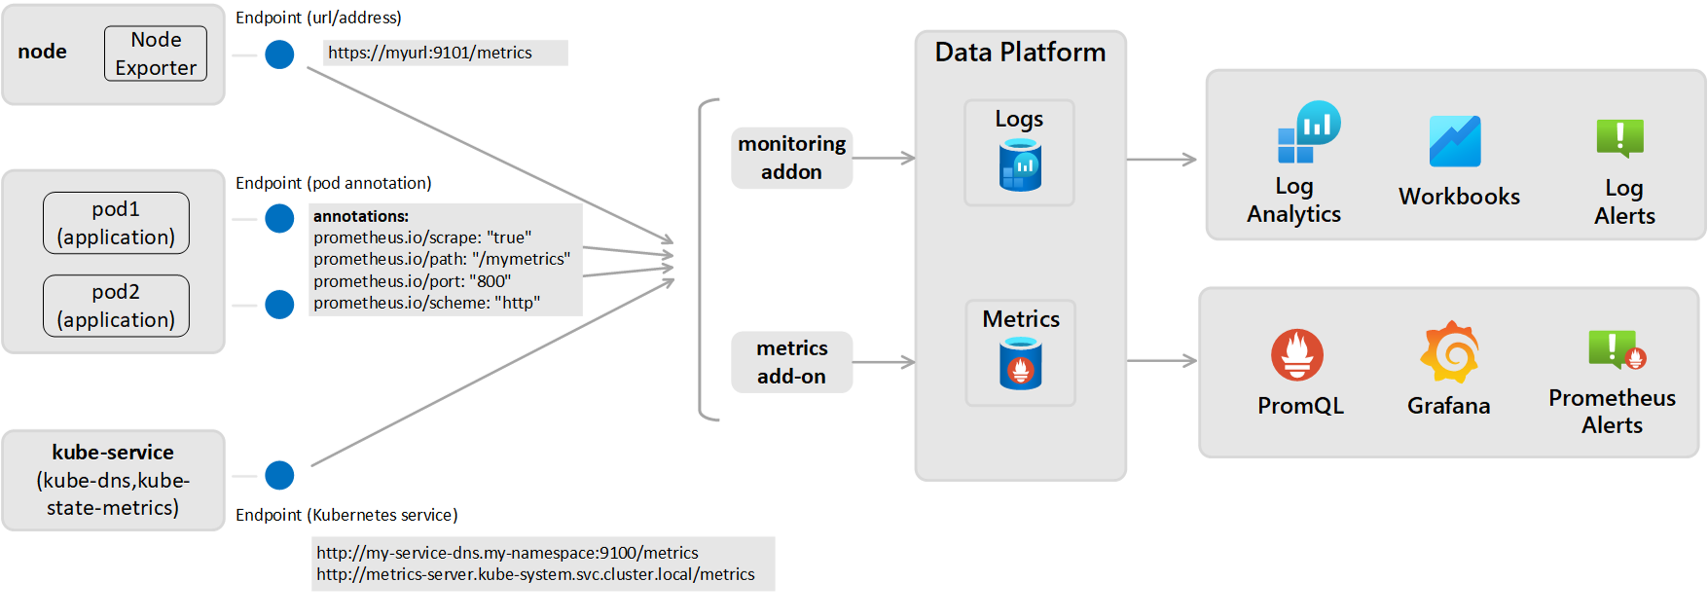 Endpoint (url/address)
node
Node
Exporter
https://myurl:9101/metrics
Endpoint (pod annotation)
pod1
(application)
pod2
(application)
annotations:
prometheus.io/scrape: "true"
prometheus.io/path: "/mymetrics"
prometheus.io/port: "800"
prometheus.io/scheme: "http"
kube-service
(kube-dns,kube-
state-metrics)
Endpoint (Kubernetes service)
http://my-service-dns.my-namespace:9100/metrics
http://metrics-server.kube-system.svc.cluster.local/metrics
monitoring
addon
metrics
add-on
Data Platform
Logs
Metrics
Log
Analytics
Workbooks
Log
Alerts
PromQL
Grafana
Prometheus
Alerts